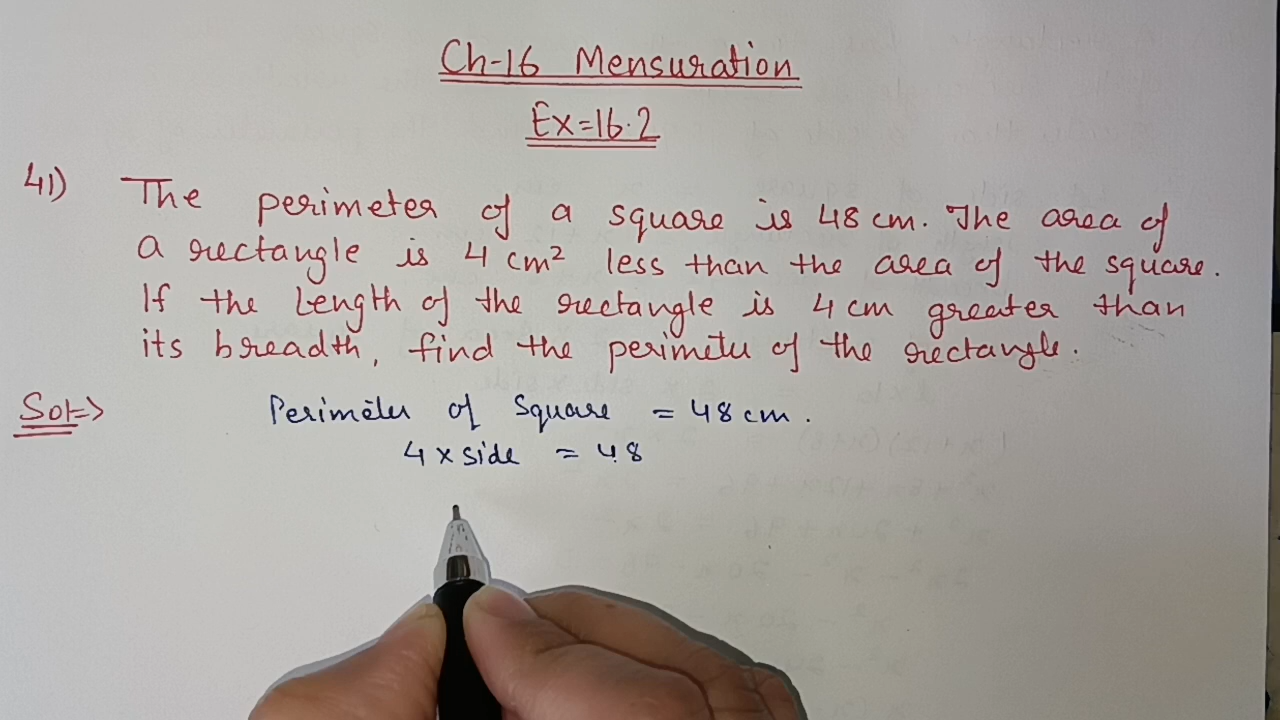 Ch-16 Mensuration
Ex=16.2
41) The perimeter of a square is 48 cm. The area of
a rectangle is 4 cm² less than the area of the square.
If the length of the rectangle is 4 cm greater than
its breadth, find the perimeter of the rectangle.
Sol=> Perimeter of Square = 48 cm.
4 x side = 48